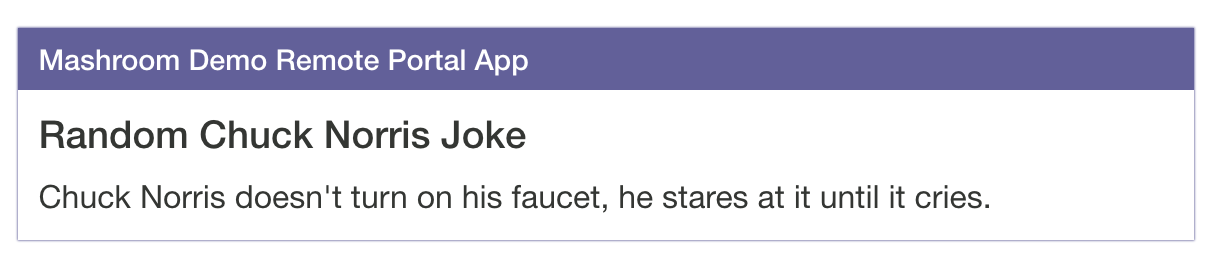 Mashroom Demo Remote Portal App
Random Chuck Norris Joke
Chuck Norris doesn't turn on his faucet, he stares at it until it cries.